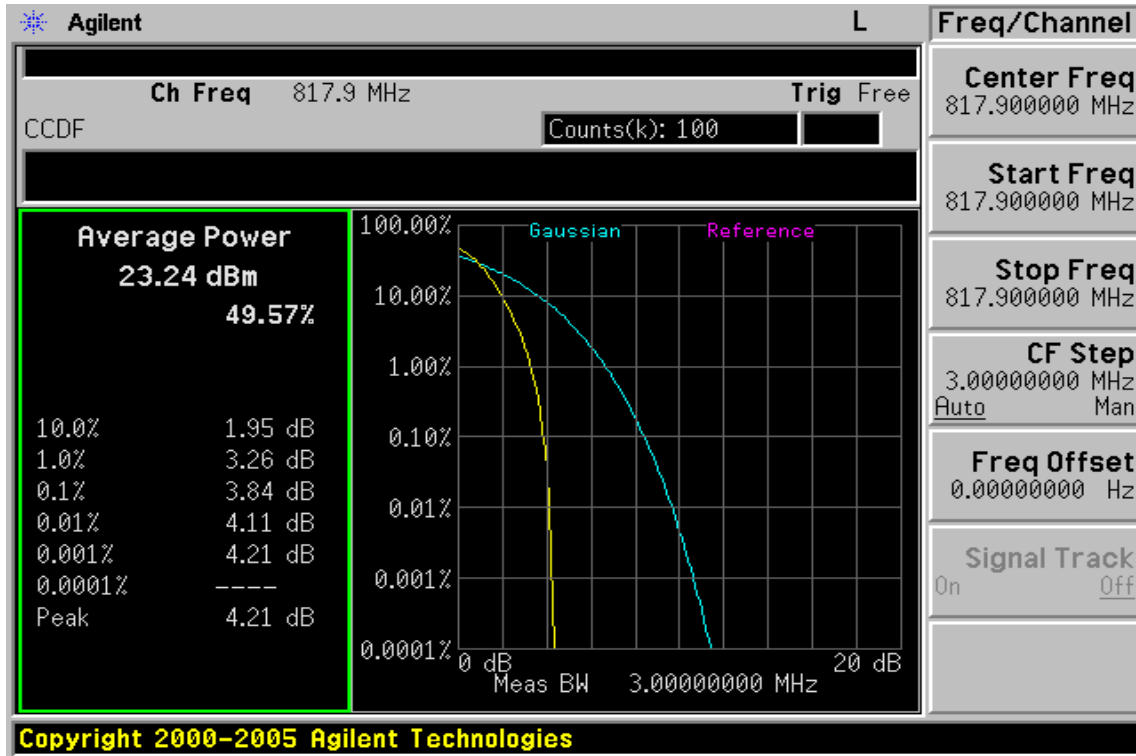 Agilent L
Freq/Channel
Ch Freq 817.9 MHz Trig Free
CCDF Counts(k): 100
Average Power
23.24 dBm
49.57%
10.0% 1.95 dB
1.0% 3.26 dB
0.1% 3.84 dB
0.01% 4.11 dB
0.001% 4.21 dB
0.0001% ----
Peak 4.21 dB
Gaussian Reference
100.00%
10.00%
1.00%
0.10%
0.01%
0.001%
0.0001%
0 dB 20 dB
Meas BW 3.00000000 MHz
Center Freq
817.900000 MHz
Start Freq
817.900000 MHz
Stop Freq
817.900000 MHz
CF Step
3.00000000 MHz
Auto Man
Freq Offset
0.00000000 Hz
Signal Track
On Off
Copyright 2000-2005 Agilent Technologies